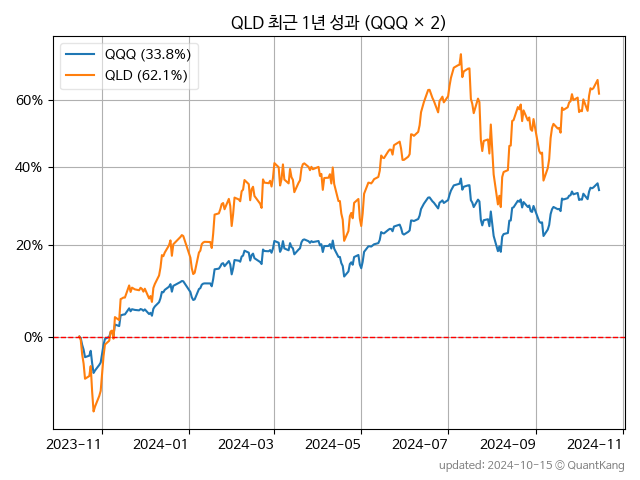 QLD 최근 1년 성과 (QQQ × 2)
QQQ (33.8%)
QLD (62.1%)
60%
40%
20%
0%
2023-11 2024-01 2024-03 2024-05 2024-07 2024-09 2024-11
updated: 2024-10-15 © QuantKang